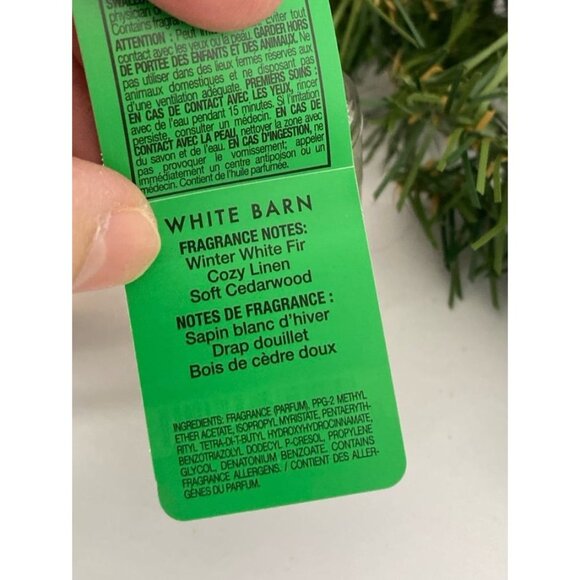 physician
Contains fragrance Éviter tout
ATTENTION : Peut
contact avec les yeux ou la peau. GARDER HORS
DE PORTÉE DES ENFANTS ET DES ANIMAUX. Ne
pas utiliser dans des lieux fermés réservés aux
animaux domestiques et ne disposant pas
d'une ventilation adéquate. PREMIERS SOINS :
EN CAS DE CONTACT AVEC LES YEUX, rincer
avec de l'eau pendant 15 minutes. Si l'irritation
persiste, consulter un médecin. EN CAS DE
CONTACT AVEC LA PEAU, nettoyer la zone avec
du savon et de l'eau. EN CAS D'INGESTION, ne
pas provoquer le vomissement; appeler
immédiatement un centre antipoison ou un
médecin. Contient de l'huile parfumée.
WHITE BARN
FRAGRANCE NOTES:
Winter White Fir
Cozy Linen
Soft Cedarwood
NOTES DE FRAGRANCE :
Sapin blanc d'hiver
Drap douillet
Bois de cèdre doux
INGREDIENTS: FRAGRANCE (PARFUM), PPG-2 METHYL
ETHER ACETATE, ISOPROPYL MYRISTATE, PENTAERYTH-
RITYL TETRA-DI-T-BUTYL HYDROXYHYDROCINNAMATE,
BENZOTRIAZOLYL DODECYL P-CRESOL, PROPYLENE
GLYCOL, DENATONIUM BENZOATE. CONTAINS
FRAGRANCE ALLERGENS. / CONTIENT DES ALLER-
GÈNES DU PARFUM.